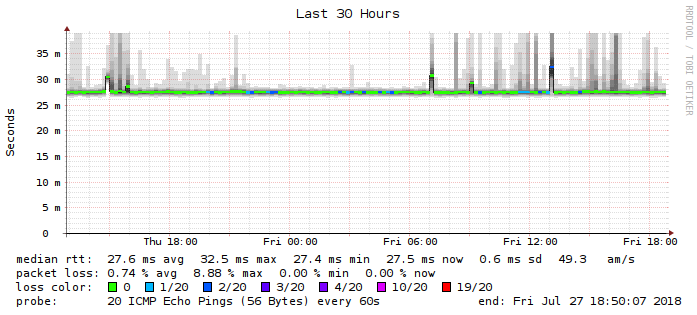 Last 30 Hours
RRDTOOL / TOBI OETIKER
Seconds
35 m
30 m
25 m
20 m
15 m
10 m
5 m
0
Thu 18:00 Fri 00:00 Fri 06:00 Fri 12:00 Fri 18:00
median rtt: 27.6 ms avg 32.5 ms max 27.4 ms min 27.5 ms now 0.6 ms sd 49.3 am/s
packet loss: 0.74 % avg 8.88 % max 0.00 % min 0.00 % now
loss color: 0 1/20 2/20 3/20 4/20 10/20 19/20
probe: 20 ICMP Echo Pings (56 Bytes) every 60s end: Fri Jul 27 18:50:07 2018